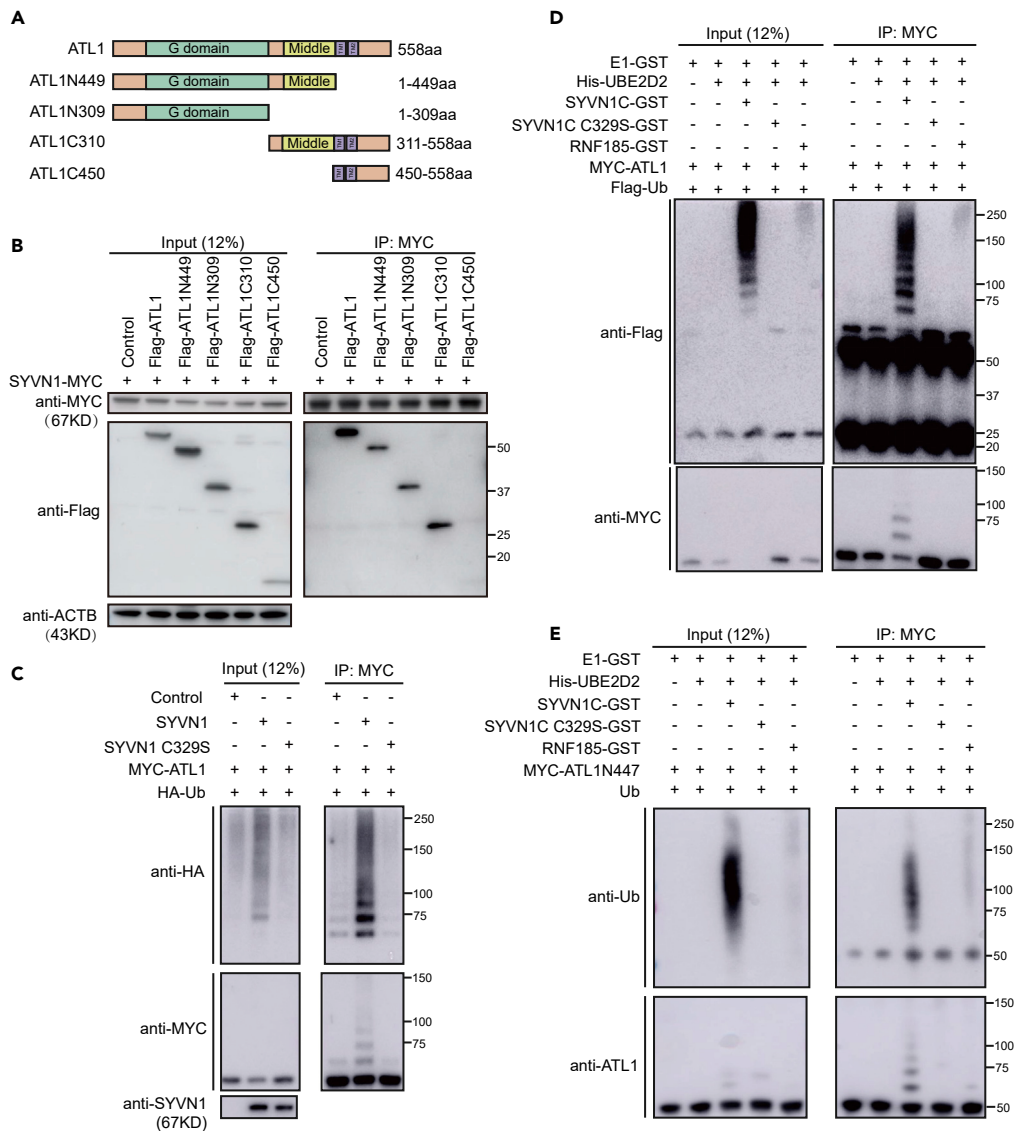 A
ATL1 G domain Middle TM1 TM2 558aa
ATL1N449 G domain Middle 1-449aa
ATL1N309 G domain 1-309aa
ATL1C310 Middle TM1 TM2 311-558aa
ATL1C450 TM1 TM2 450-558aa
B
Input (12%) IP: MYC
Control Flag-ATL1 Flag-ATL1N449 Flag-ATL1N309 Flag-ATL1C310 Flag-ATL1C450 Control Flag-ATL1 Flag-ATL1N449 Flag-ATL1N309 Flag-ATL1C310 Flag-ATL1C450
SYVN1-MYC + + + + + + + + + + + +
anti-MYC
(67KD)
50
37
anti-Flag
25
20
anti-ACTB
(43KD)
C
Input (12%) IP: MYC
Control + - - + - -
SYVN1 - + - - + -
SYVN1 C329S - - + - - +
MYC-ATL1 + + + + + +
HA-Ub + + + + + +
250
150
anti-HA
100
75
150
anti-MYC
100
75
anti-SYVN1
(67KD)
D
Input (12%) IP: MYC
E1-GST + + + + + + + + + +
His-UBE2D2 - + + + + - + + + +
SYVN1C-GST - - + - - - - + - -
SYVN1C C329S-GST - - - + - - - - + -
RNF185-GST - - - - + - - - - +
MYC-ATL1 + + + + + + + + + +
Flag-Ub + + + + + + + + + +
250
150
100
75
anti-Flag
50
37
25
20
150
anti-MYC
100
75
E
Input (12%) IP: MYC
E1-GST + + + + + + + + + +
His-UBE2D2 - + + + + - + + + +
SYVN1C-GST - - + - - - - + - -
SYVN1C C329S-GST - - - + - - - - + -
RNF185-GST - - - - + - - - - +
MYC-ATL1N447 + + + + + + + + + +
Ub + + + + + + + + + +
250
150
anti-Ub
100
75
50
150
100
anti-ATL1
75
50